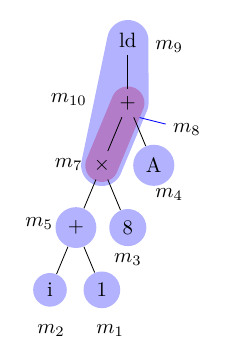 ld m₉
m₁₀
+
m₈
m₇ × A
m₄
m₅ + 8
m₃
i 1
m₂ m₁